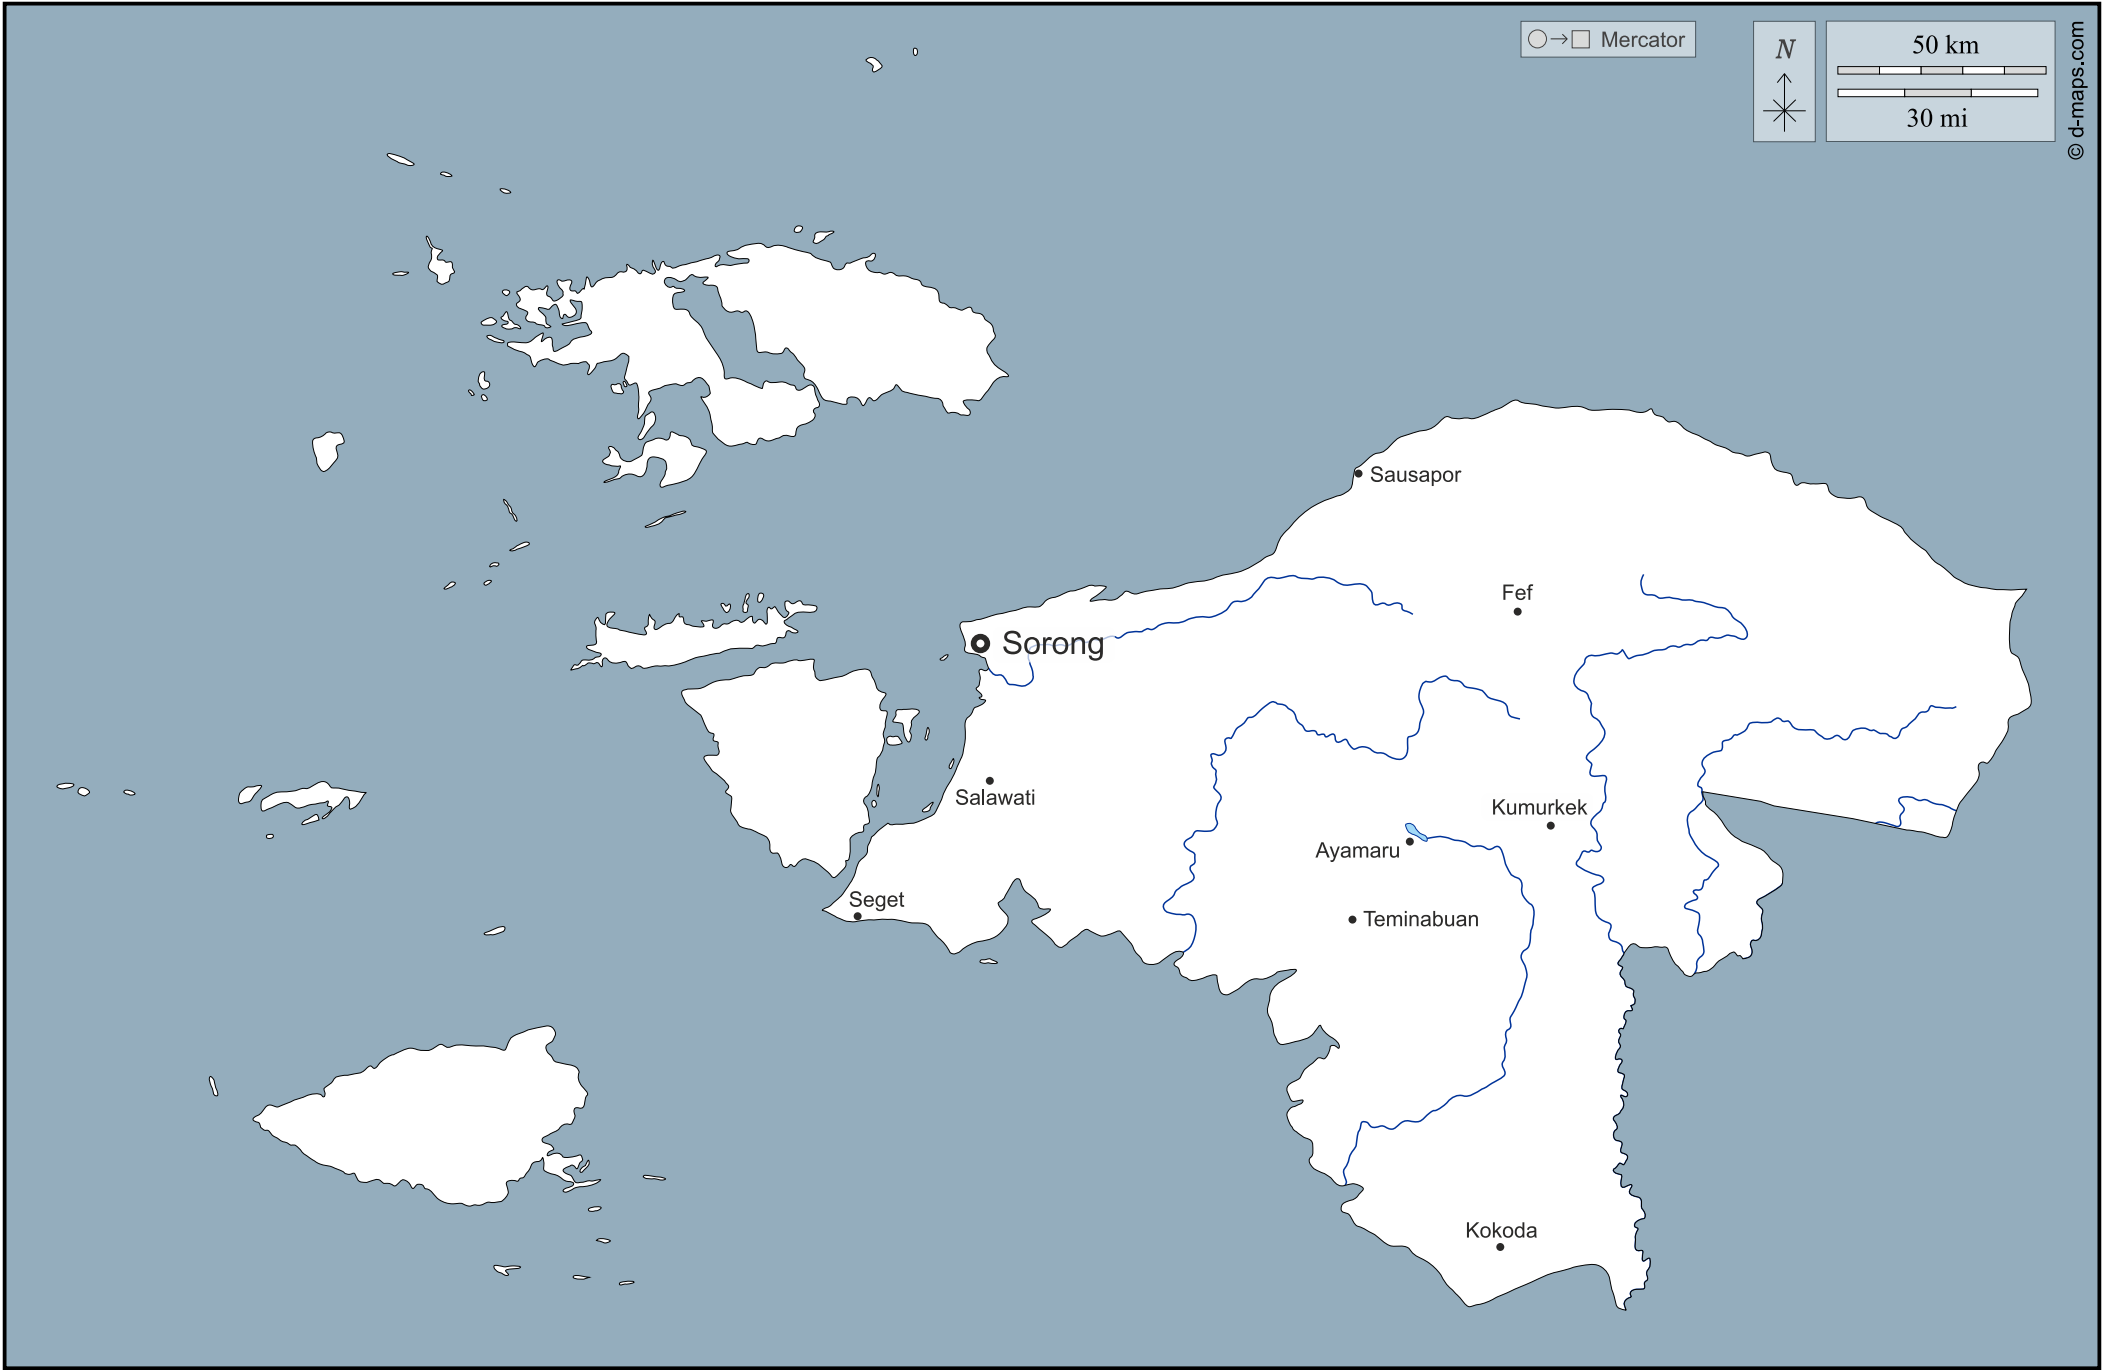 Mercator
N
50 km
30 mi
© d-maps.com
Sausapor
Fef
Sorong
Salawati
Kumurkek
Ayamaru
Seget
Teminabuan
Kokoda